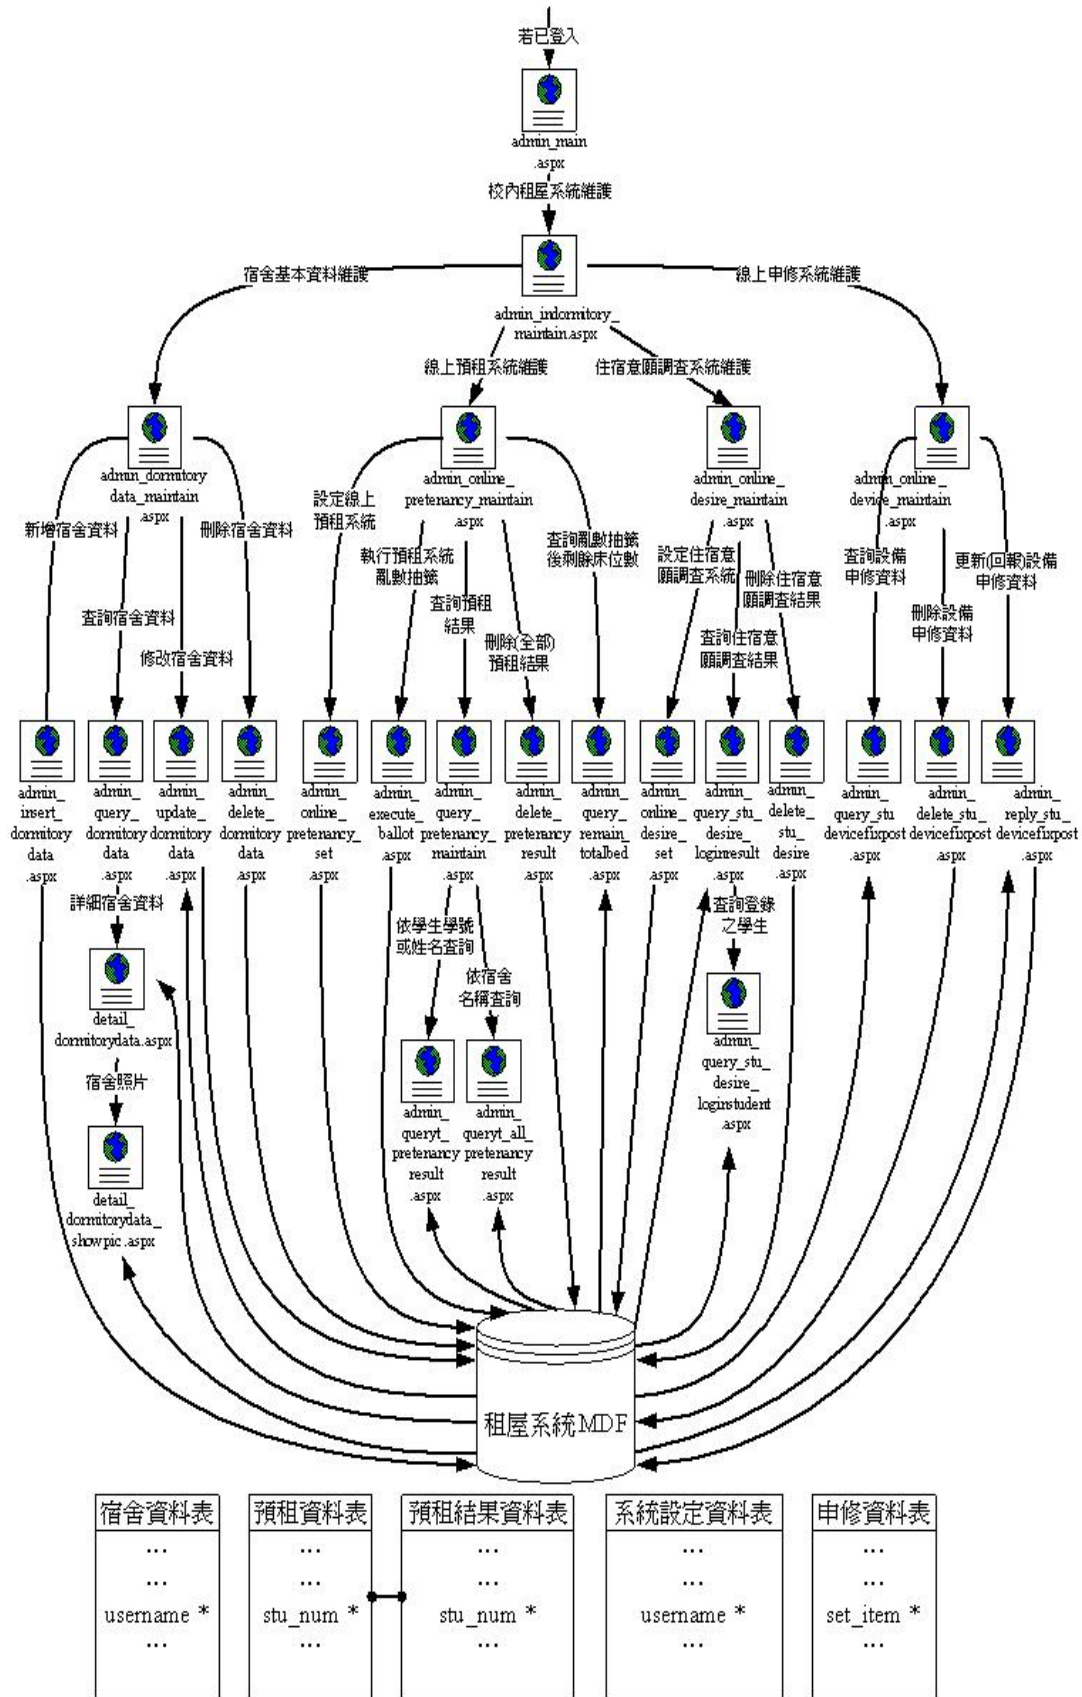 若已登入
admin_main
.aspx
校內租屋系統維護
宿舍基本資料維護
線上申修系統維護
admin_indormitory_
maintain.aspx
線上預租系統維護
住宿意願調查系統維護
admin_dormitory
data_maintain
.aspx
admin_online_
pretenancy_maintain
.aspx
admin_online_
desire_maintain
.aspx
admin_online_
device_maintain
.aspx
新增宿舍資料
查詢宿舍資料
修改宿舍資料
刪除宿舍資料
設定線上
預租系統
執行預租系統
亂數抽籤
查詢預租
結果
刪除(全部)
預租結果
查詢亂數抽籤
後剩餘床位數
設定住宿意
願調查系統
查詢住宿意
願調查結果
刪除住宿意
願調查結果
查詢設備
申修資料
刪除設備
申修資料
更新(回報)設備
申修資料
admin_
insert_
dormitory
data
.aspx
admin_
query_
dormitory
data
.aspx
admin_
update_
dormitory
data
.aspx
admin_
delete_
dormitory
data
.aspx
admin_
online_
pretenancy_
set
admin_
execute_
ballot
.aspx
admin_
query_
pretenancy_
maintain
.aspx
admin_
delete_
pretenancy
result
admin_
query_
remain_
totalbed
admin_
online_
desire_
set
admin_
query_stu_
desire_
loginresult
.aspx
admin_
delete_
stu_
desire
.aspx
admin_
query_stu
devicefixpost
.aspx
admin_
delete_stu_
devicefixpost
.aspx
admin_
reply_stu_
devicefixpost
.aspx
詳細宿舍資料
依學生學號
或姓名查詢
依宿舍
名稱查詢
查詢登錄
之學生
detail_
dormitorydata.aspx
宿舍照片
detail_
dormitorydata_
showpic.aspx
admin_
queryt_
pretenancy
result
.aspx
admin_
queryt_all_
pretenancy
result
.aspx
admin_
query_stu_
desire_
loginstudent
.aspx
租屋系統MDF
宿舍資料表
...
...
username *
...
預租資料表
...
...
stu_num *
...
預租結果資料表
...
...
stu_num *
...
系統設定資料表
...
...
username *
...
申修資料表
...
...
set_item *
...